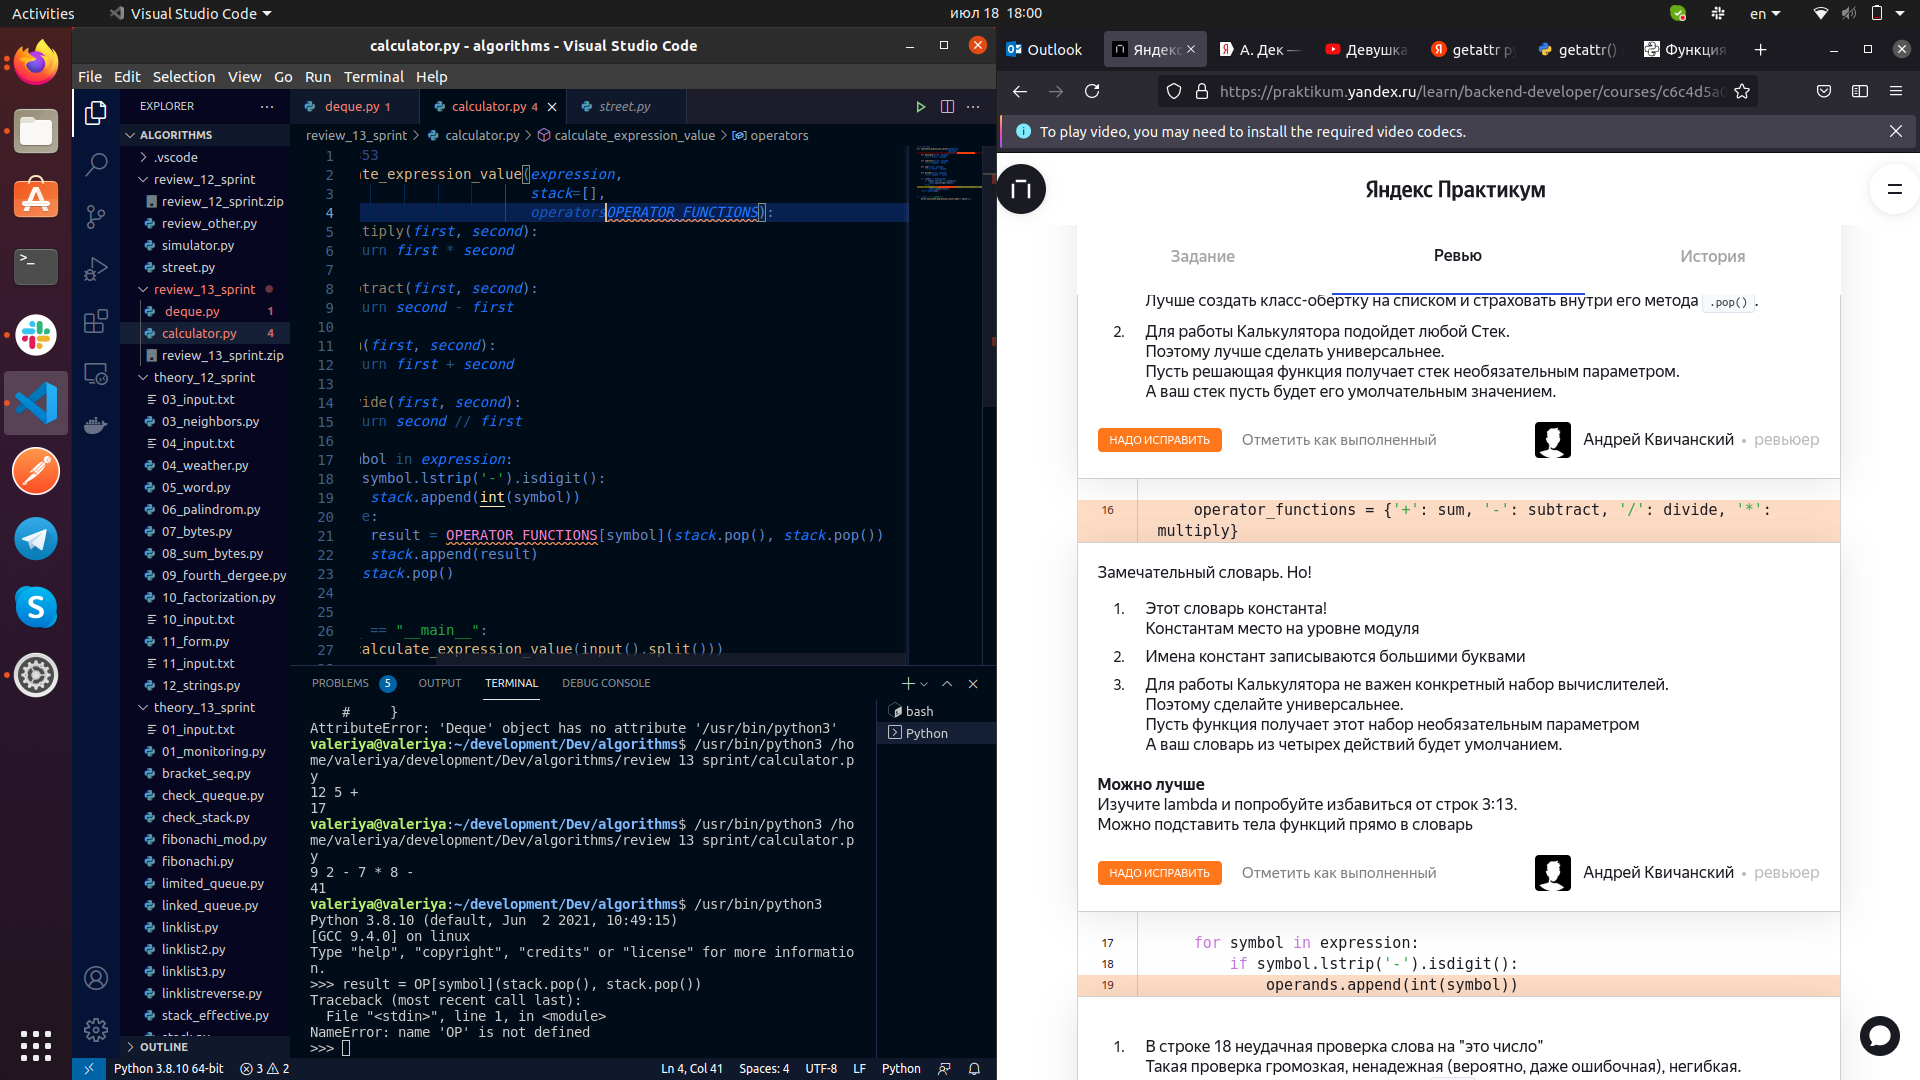 Activities
Visual Studio Code
июл 18 18:00
en
calculator.py - algorithms - Visual Studio Code
File Edit Selection View Go Run Terminal Help
EXPLORER
ALGORITHMS
.vscode
review_12_sprint
review_12_sprint.zip
review_other.py
simulator.py
street.py
review_13_sprint
deque.py 1
calculator.py 4
review_13_sprint.zip
theory_12_sprint
03_input.txt
03_neighbors.py
04_input.txt
04_weather.py
05_word.py
06_palindrom.py
07_bytes.py
08_sum_bytes.py
09_fourth_dergee.py
10_factorization.py
10_input.txt
11_form.py
11_input.txt
12_strings.py
theory_13_sprint
01_input.txt
01_monitoring.py
bracket_seq.py
check_queque.py
check_stack.py
fibonachi_mod.py
fibonachi.py
limited_queue.py
linked_queue.py
linklist.py
linklist2.py
linklist3.py
linklistreverse.py
stack_effective.py
OUTLINE
deque.py 1
calculator.py 4
street.py
review_13_sprint > calculator.py > calculate_expression_value > operators
1 353
2 ate_expression_value(expression,
3 stack=[],
4 operatorsOPERATOR_FUNCTIONS):
5 ltiply(first, second):
6 urn first * second
7
8 btract(first, second):
9 urn second - first
10
11 m(first, second):
12 urn first + second
13
14 vide(first, second):
15 urn second // first
16
17 mbol in expression:
18 symbol.lstrip('-').isdigit():
19 stack.append(int(symbol))
20 e:
21 result = OPERATOR_FUNCTIONS[symbol](stack.pop(), stack.pop())
22 stack.append(result)
23 stack.pop()
24
25
26 _ == "__main__":
27 calculate_expression_value(input().split()))
PROBLEMS 5 OUTPUT TERMINAL DEBUG CONSOLE
bash
Python
# }
AttributeError: 'Deque' object has no attribute '/usr/bin/python3'
valeriya@valeriya:~/development/Dev/algorithms$ /usr/bin/python3 /ho
me/valeriya/development/Dev/algorithms/review_13_sprint/calculator.p
y
12 5 +
17
valeriya@valeriya:~/development/Dev/algorithms$ /usr/bin/python3 /ho
me/valeriya/development/Dev/algorithms/review_13_sprint/calculator.p
y
9 2 - 7 * 8 -
41
valeriya@valeriya:~/development/Dev/algorithms$ /usr/bin/python3
Python 3.8.10 (default, Jun  2 2021, 10:49:15)
[GCC 9.4.0] on linux
Type "help", "copyright", "credits" or "license" for more informatio
n.
>>> result = OP[symbol](stack.pop(), stack.pop())
Traceback (most recent call last):
File "<stdin>", line 1, in <module>
NameError: name 'OP' is not defined
>>>
Python 3.8.10 64-bit 3 2 Ln 4, Col 41 Spaces: 4 UTF-8 LF Python
Outlook
Яндекс
А. Дек —
Девушка
getattr py
getattr()
Функция
https://praktikum.yandex.ru/learn/backend-developer/courses/c6c4d5a
To play video, you may need to install the required video codecs.
Яндекс Практикум
Задание Ревью История
Лучше создать класс-обертку на списком и страховать внутри его метода .pop() .
2. Для работы Калькулятора подойдет любой Стек.
Поэтому лучше сделать универсальнее.
Пусть решающая функция получает стек необязательным параметром.
А ваш стек пусть будет его умолчательным значением.
НАДО ИСПРАВИТЬ Отметить как выполненный Андрей Квичанский • ревьюер
16 operator_functions = {'+': sum, '-': subtract, '/': divide, '*':
multiply}
Замечательный словарь. Но!
1. Этот словарь константа!
Константам место на уровне модуля
2. Имена констант записываются большими буквами
3. Для работы Калькулятора не важен конкретный набор вычислителей.
Поэтому сделайте универсальнее.
Пусть функция получает этот набор необязательным параметром
А ваш словарь из четырех действий будет умолчанием.
Можно лучше
Изучите lambda и попробуйте избавиться от строк 3:13.
Можно подставить тела функций прямо в словарь
НАДО ИСПРАВИТЬ Отметить как выполненный Андрей Квичанский • ревьюер
17 for symbol in expression:
18 if symbol.lstrip('-').isdigit():
19 operands.append(int(symbol))
1. В строке 18 неудачная проверка слова на "это число"
Такая проверка громозкая, ненадежная (вероятно, даже ошибочная), негибкая.